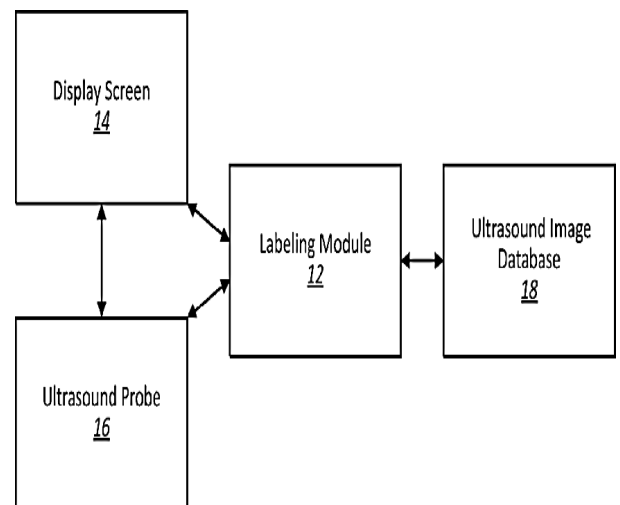 Display Screen
14
Labeling Module
12
Ultrasound Image
Database
18
Ultrasound Probe
16